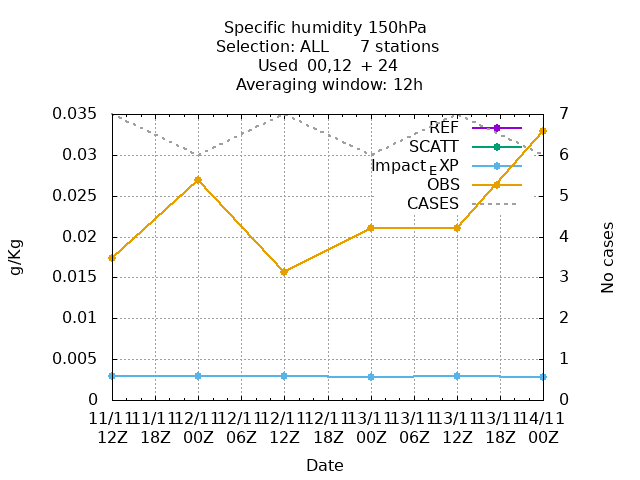 Specific humidity 150hPa
Selection: ALL      7 stations
Used  00,12  + 24
Averaging window: 12h
0.035
0.03
0.025
0.02
0.015
0.01
0.005
0
7
6
5
4
3
2
1
0
g/Kg
No cases
REF
SCATT
Impact_EXP
OBS
CASES
11/11 11/11 12/11 12/11 12/11 12/11 13/11 13/11 13/11 13/11 14/11
12Z 18Z 00Z 06Z 12Z 18Z 00Z 06Z 12Z 18Z 00Z
Date